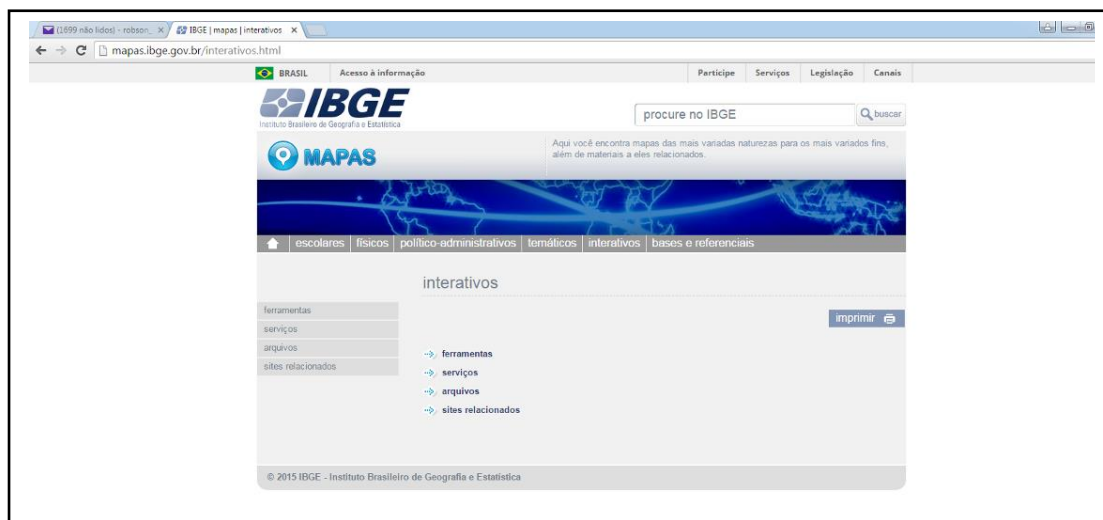 (1699 não lidos) - robson_ IBGE | mapas | interativos
mapas.ibge.gov.br/interativos.html
BRASIL Acesso à informação Participe Serviços Legislação Canais
IBGE
Instituto Brasileiro de Geografia e Estatística
procure no IBGE buscar
MAPAS
Aqui você encontra mapas das mais variadas naturezas para os mais variados fins,
além de materiais a eles relacionados.
escolares físicos político-administrativos temáticos interativos bases e referenciais
interativos
imprimir
ferramentas
serviços
arquivos
sites relacionados
ferramentas
serviços
arquivos
sites relacionados
© 2015 IBGE - Instituto Brasileiro de Geografia e Estatística